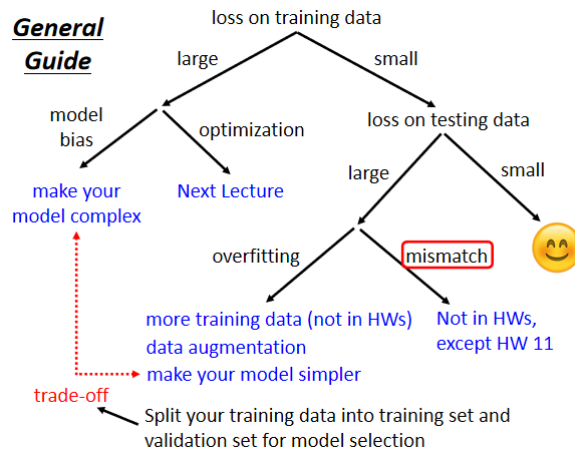 General
Guide
loss on training data
large
small
model
bias
optimization
loss on testing data
make your
model complex
Next Lecture
large
small
overfitting
mismatch
more training data (not in HWs)
data augmentation
make your model simpler
Not in HWs,
except HW 11
trade-off
Split your training data into training set and
validation set for model selection